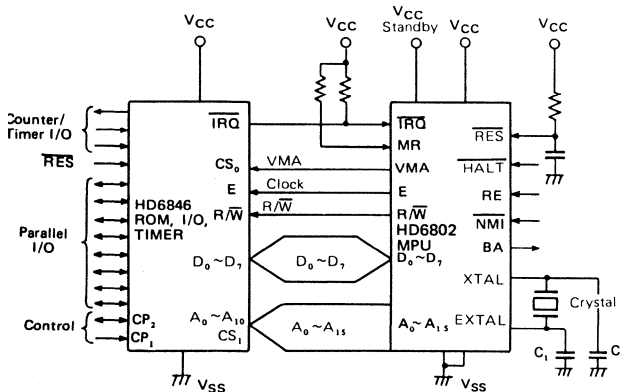 VCC
VCC
VCC
Standby
VCC
VCC
Counter/
Timer I/O
RES
Parallel
I/O
Control
HD6846
ROM, I/O,
TIMER
IRQ
CS0
E
R/W
D0~D7
A0~A10
CS1
CP2
CP1
VSS
VMA
Clock
R/W
D0~D7
A0~A15
IRQ
MR
VMA
E
R/W
HD6802
MPU
D0~D7
A0~A15
RES
HALT
RE
NMI
BA
XTAL
EXTAL
VSS
Crystal
C1
C